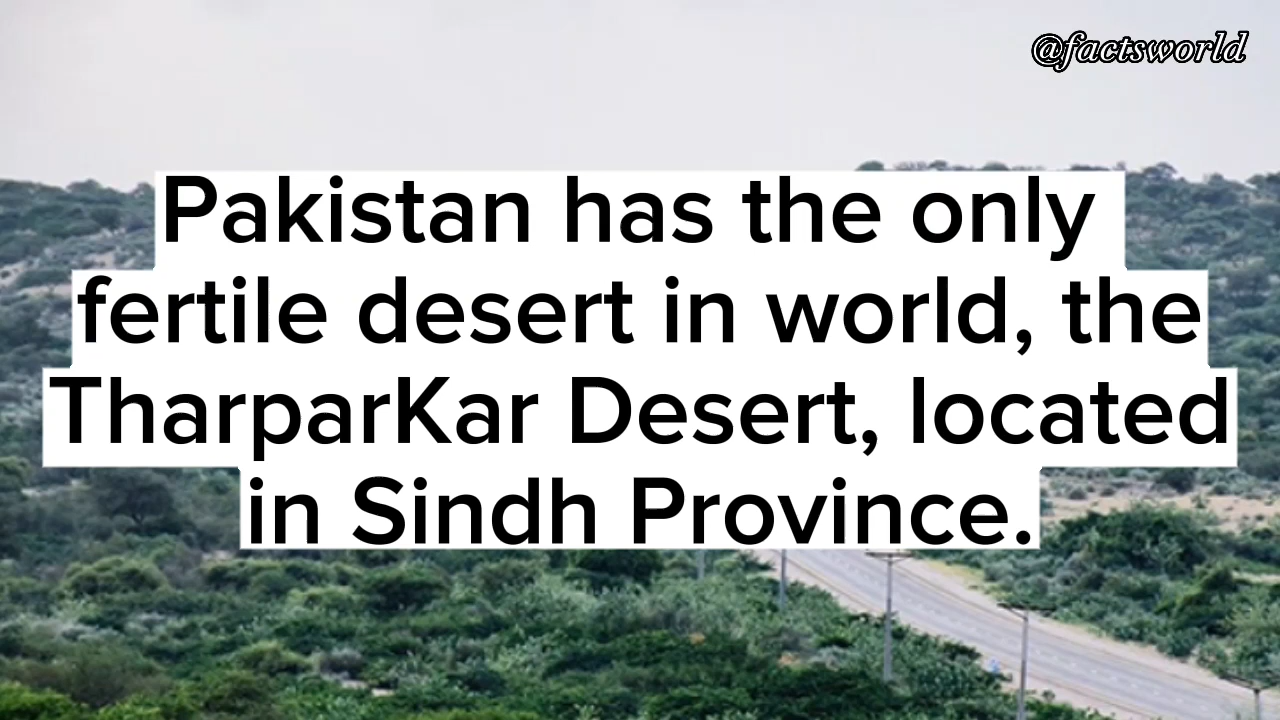 @factsworld
Pakistan has the only
fertile desert in world, the
TharparKar Desert, located
in Sindh Province.